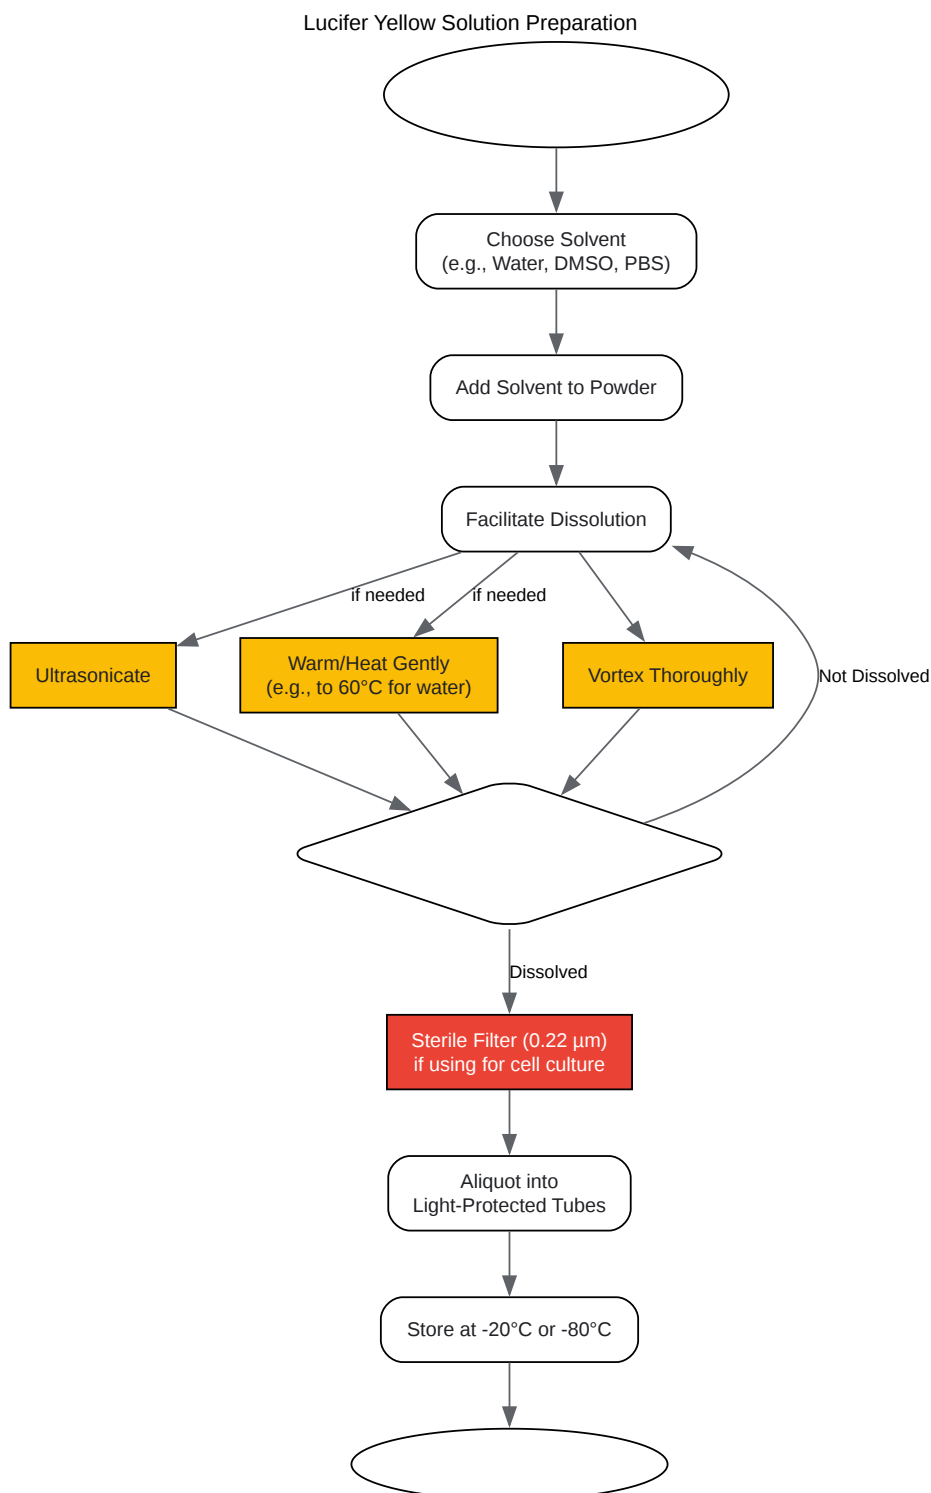 Lucifer Yellow Solution Preparation
Choose Solvent
(e.g., Water, DMSO, PBS)
Add Solvent to Powder
Facilitate Dissolution
if needed
if needed
Ultrasonicate
Warm/Heat Gently
(e.g., to 60°C for water)
Vortex Thoroughly
Not Dissolved
Dissolved
Sterile Filter (0.22 µm)
if using for cell culture
Aliquot into
Light-Protected Tubes
Store at -20°C or -80°C